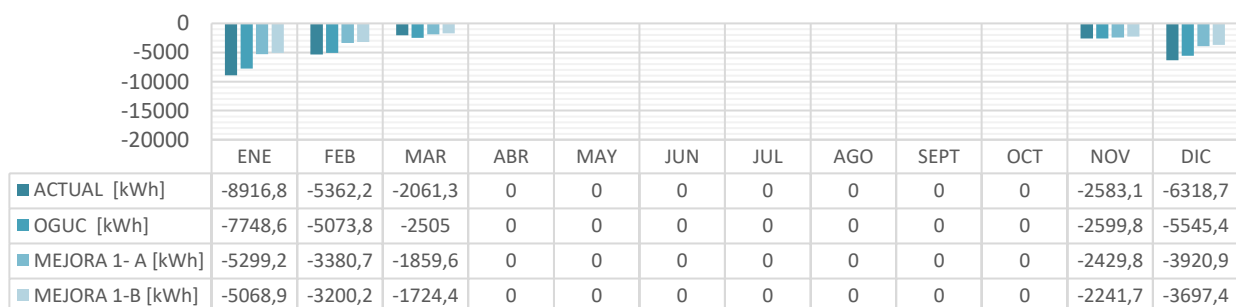 0
-5000
-10000
-15000
-20000
ENE FEB MAR ABR MAY JUN JUL AGO SEPT OCT NOV DIC
ACTUAL [kWh] -8916,8 -5362,2 -2061,3 0 0 0 0 0 0 0 -2583,1 -6318,7
OGUC [kWh] -7748,6 -5073,8 -2505 0 0 0 0 0 0 0 -2599,8 -5545,4
MEJORA 1- A [kWh] -5299,2 -3380,7 -1859,6 0 0 0 0 0 0 0 -2429,8 -3920,9
MEJORA 1-B [kWh] -5068,9 -3200,2 -1724,4 0 0 0 0 0 0 0 -2241,7 -3697,4